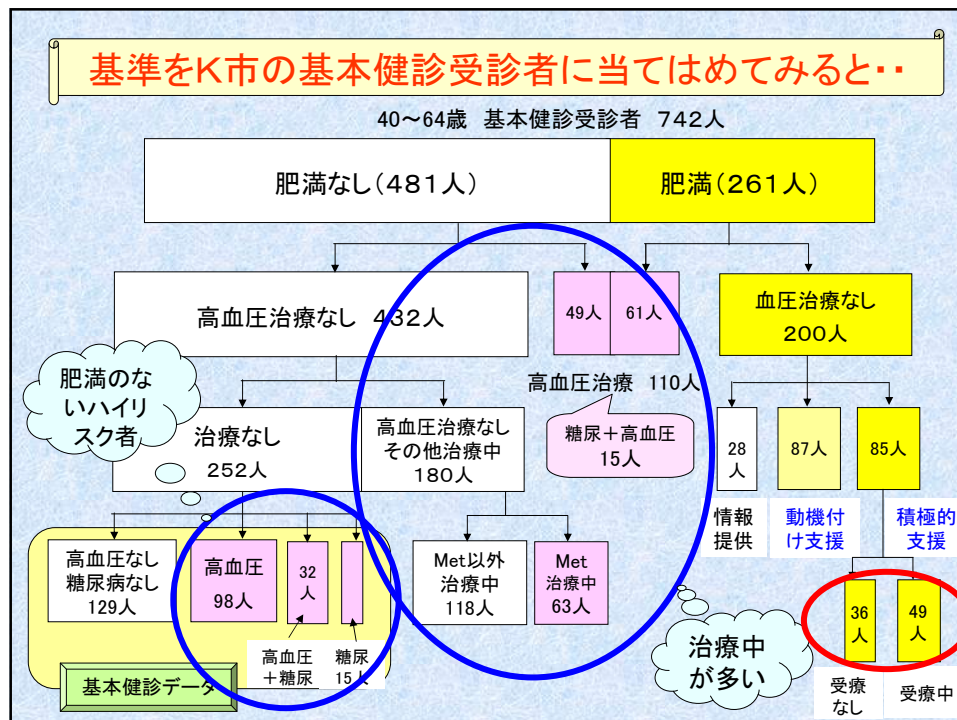 基準をK市の基本健診受診者に当てはめてみると・・
40～64歳 基本健診受診者 742人
肥満なし(481人)
肥満(261人)
高血圧治療なし 432人
49人
61人
血圧治療なし
200人
高血圧治療 110人
糖尿＋高血圧
15人
肥満のな
いハイリ
スク者
治療なし
252人
高血圧治療なし
その他治療中
180人
28
人
87人
85人
情報
提供
動機付
け支援
積極的
支援
高血圧なし
糖尿病なし
129人
高血圧
98人
32
人
高血圧
＋糖尿
糖尿
15人
Met以外
治療中
118人
Met
治療中
63人
36
人
49
人
受療
なし
受療中
治療中
が多い
基本健診データ